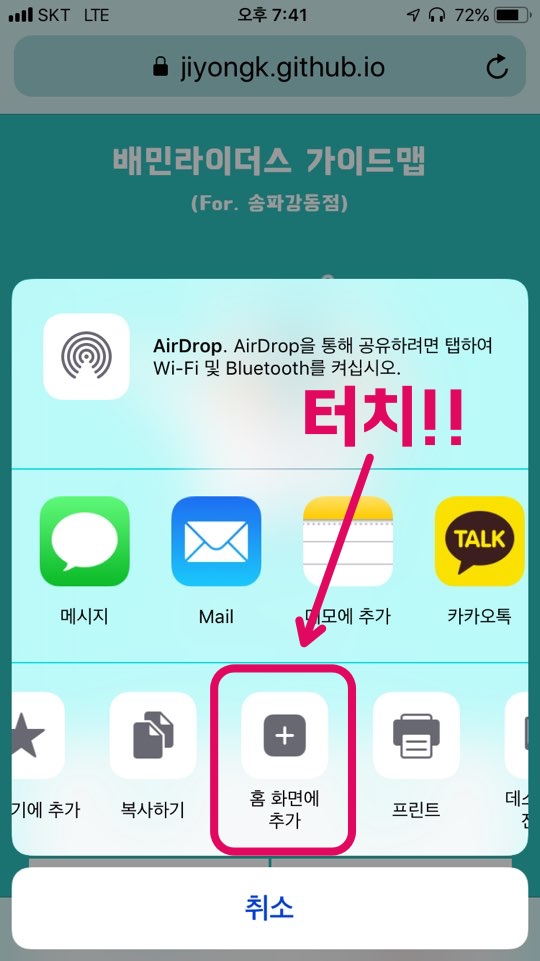 SKT LTE 오후 7:41 72%
jiyongk.github.io
배민라이더스 가이드맵
(For. 송파강동점)
AirDrop. AirDrop을 통해 공유하려면 탭하여
Wi-Fi 및 Bluetooth를 켜십시오.
터치!!
TALK
메시지 Mail 메모에 추가 카카오톡
기에 추가 복사하기 홈 화면에 추가 프린트 데스
취소